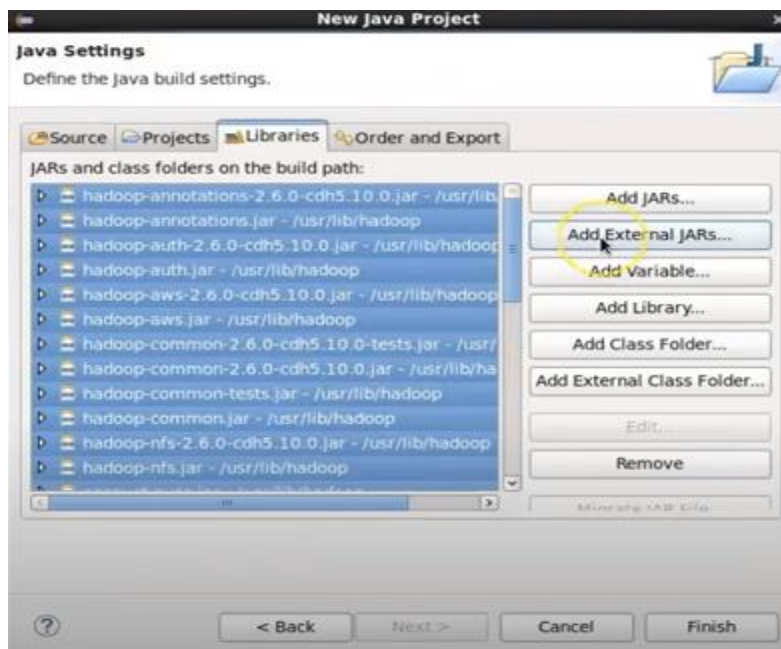 New Java Project
Java Settings
Define the Java build settings.
Source Projects Libraries Order and Export
JARs and class folders on the build path:
hadoop-annotations-2.6.0-cdh5.10.0.jar - /usr/lib
hadoop-annotations.jar - /usr/lib/hadoop
hadoop-auth-2.6.0-cdh5.10.0.jar - /usr/lib/hadoop
hadoop-auth.jar - /usr/lib/hadoop
hadoop-aws-2.6.0-cdh5.10.0.jar - /usr/lib/hadoop
hadoop-aws.jar - /usr/lib/hadoop
hadoop-common-2.6.0-cdh5.10.0-tests.jar - /usr/
hadoop-common-2.6.0-cdh5.10.0.jar - /usr/lib/ha
hadoop-common-tests.jar - /usr/lib/hadoop
hadoop-common.jar - /usr/lib/hadoop
hadoop-nfs-2.6.0-cdh5.10.0.jar - /usr/lib/hadoop
hadoop-nfs.jar - /usr/lib/hadoop
Add JARs...
Add External JARs...
Add Variable...
Add Library...
Add Class Folder...
Add External Class Folder...
Edit...
Remove
Migrate JAR File
< Back Next > Cancel Finish